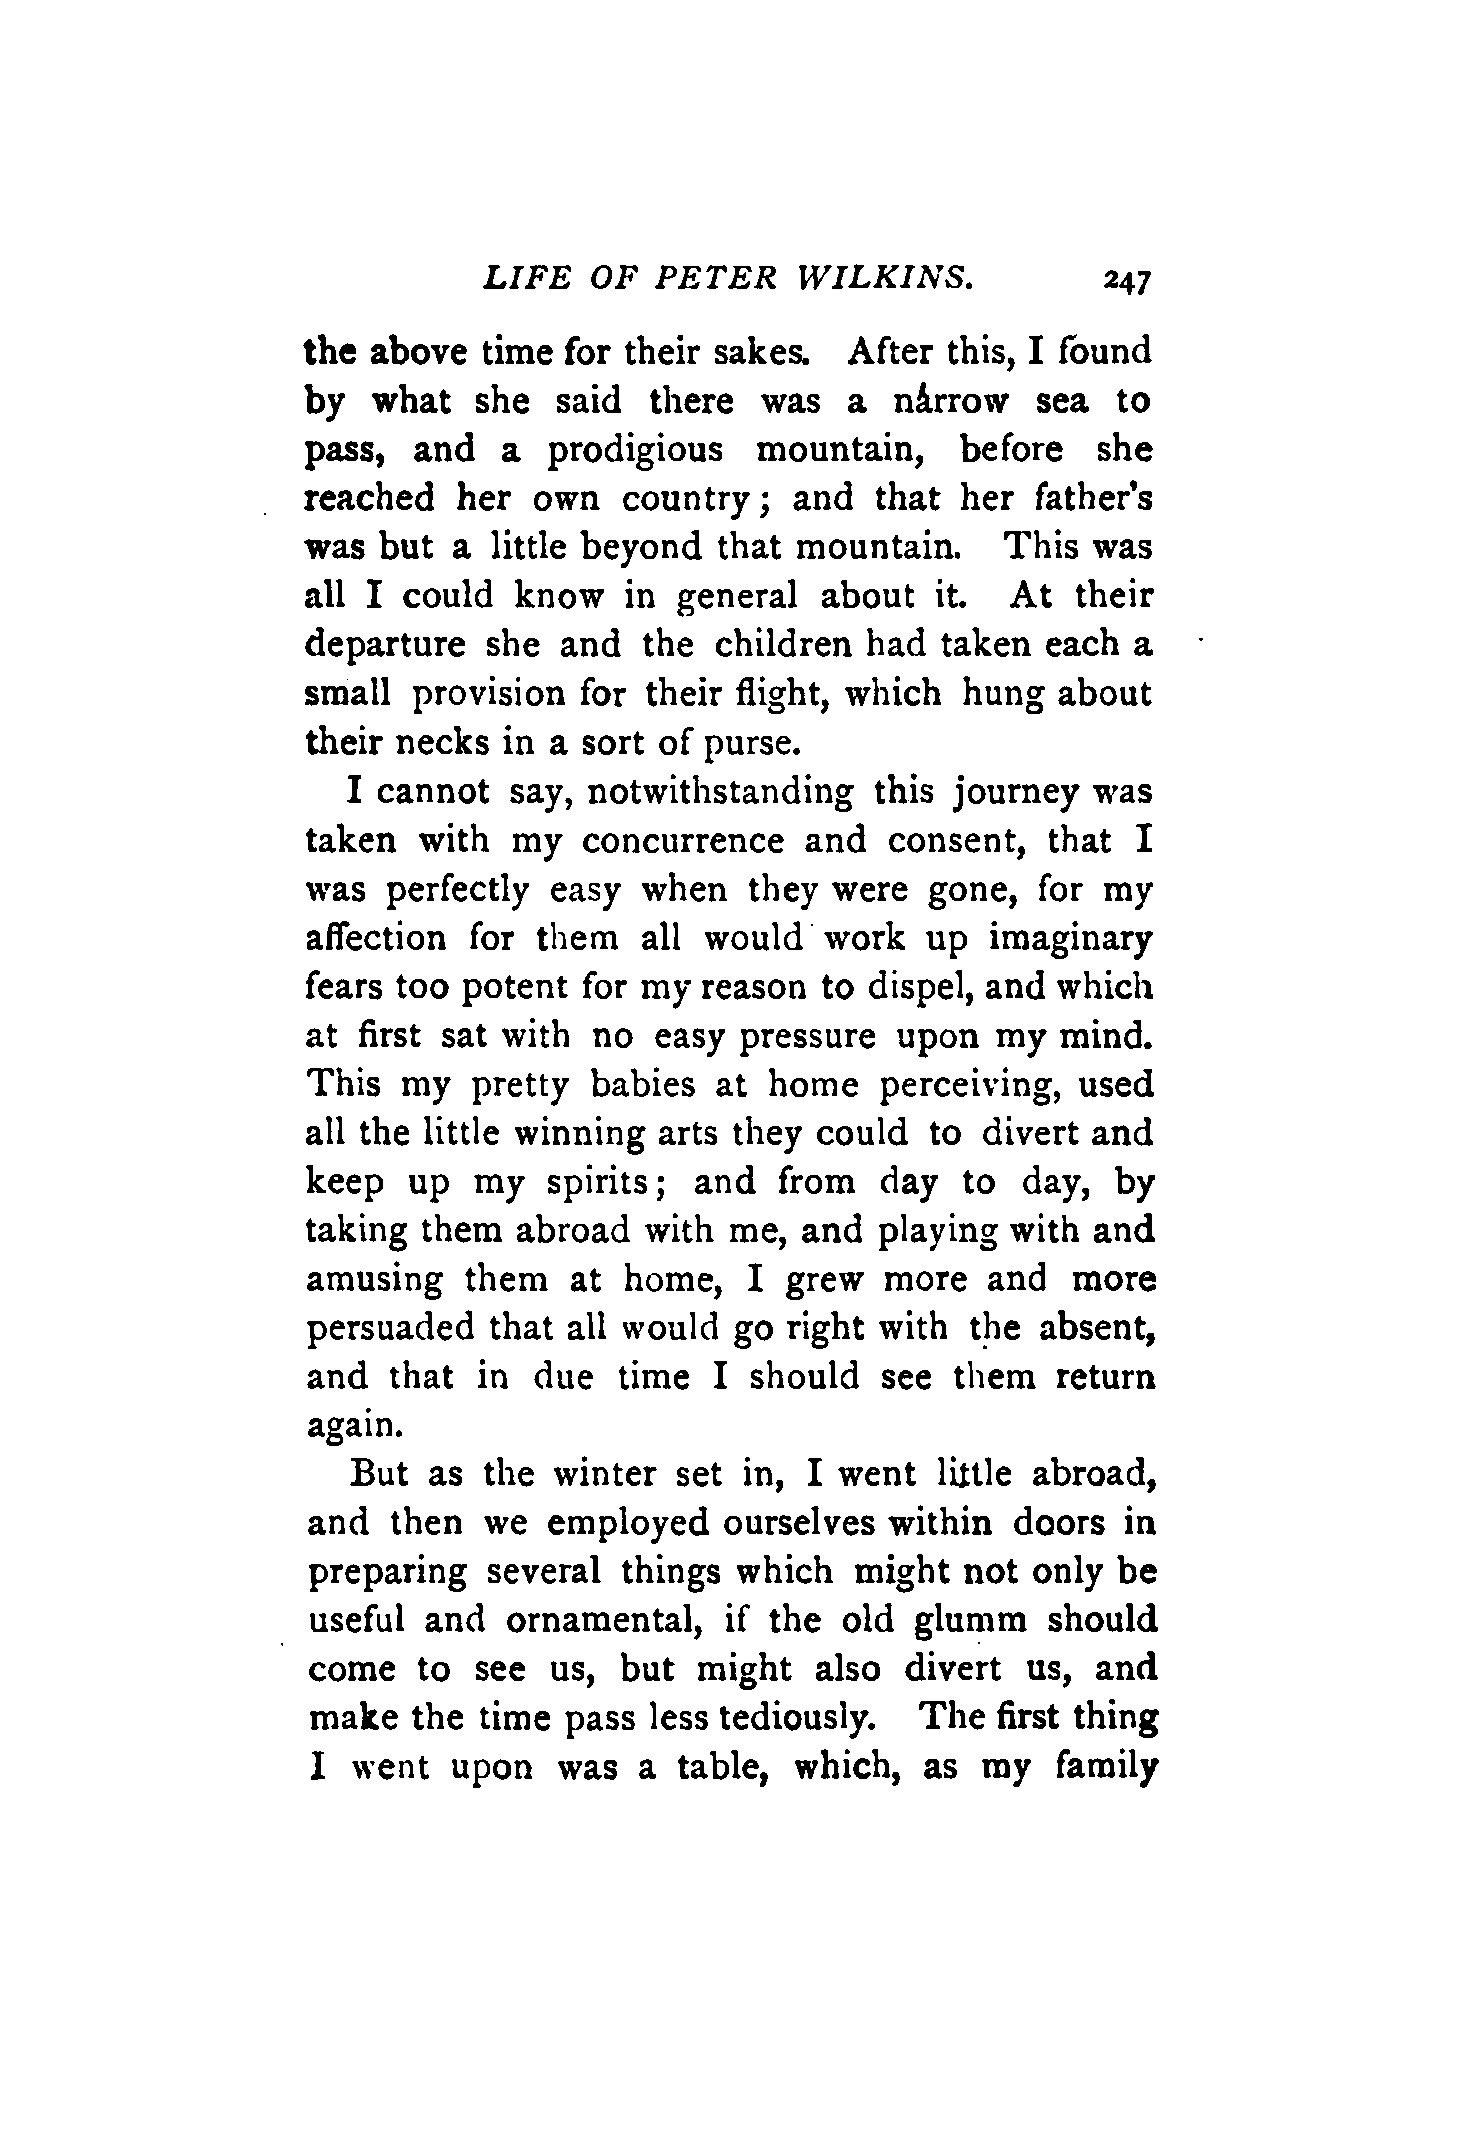 LIFE OF PETER WILKINS. 247
the above time for their sakes. After this, I found
by what she said there was a narrow sea to
pass, and a prodigious mountain, before she
reached her own country; and that her father's
was but a little beyond that mountain. This was
all I could know in general about it. At their
departure she and the children had taken each a
small provision for their flight, which hung about
their necks in a sort of purse.
I cannot say, notwithstanding this journey was
taken with my concurrence and consent, that I
was perfectly easy when they were gone, for my
affection for them all would work up imaginary
fears too potent for my reason to dispel, and which
at first sat with no easy pressure upon my mind.
This my pretty babies at home perceiving, used
all the little winning arts they could to divert and
keep up my spirits; and from day to day, by
taking them abroad with me, and playing with and
amusing them at home, I grew more and more
persuaded that all would go right with the absent,
and that in due time I should see them return
again.
But as the winter set in, I went little abroad,
and then we employed ourselves within doors in
preparing several things which might not only be
useful and ornamental, if the old glumm should
come to see us, but might also divert us, and
make the time pass less tediously. The first thing
I went upon was a table, which, as my family